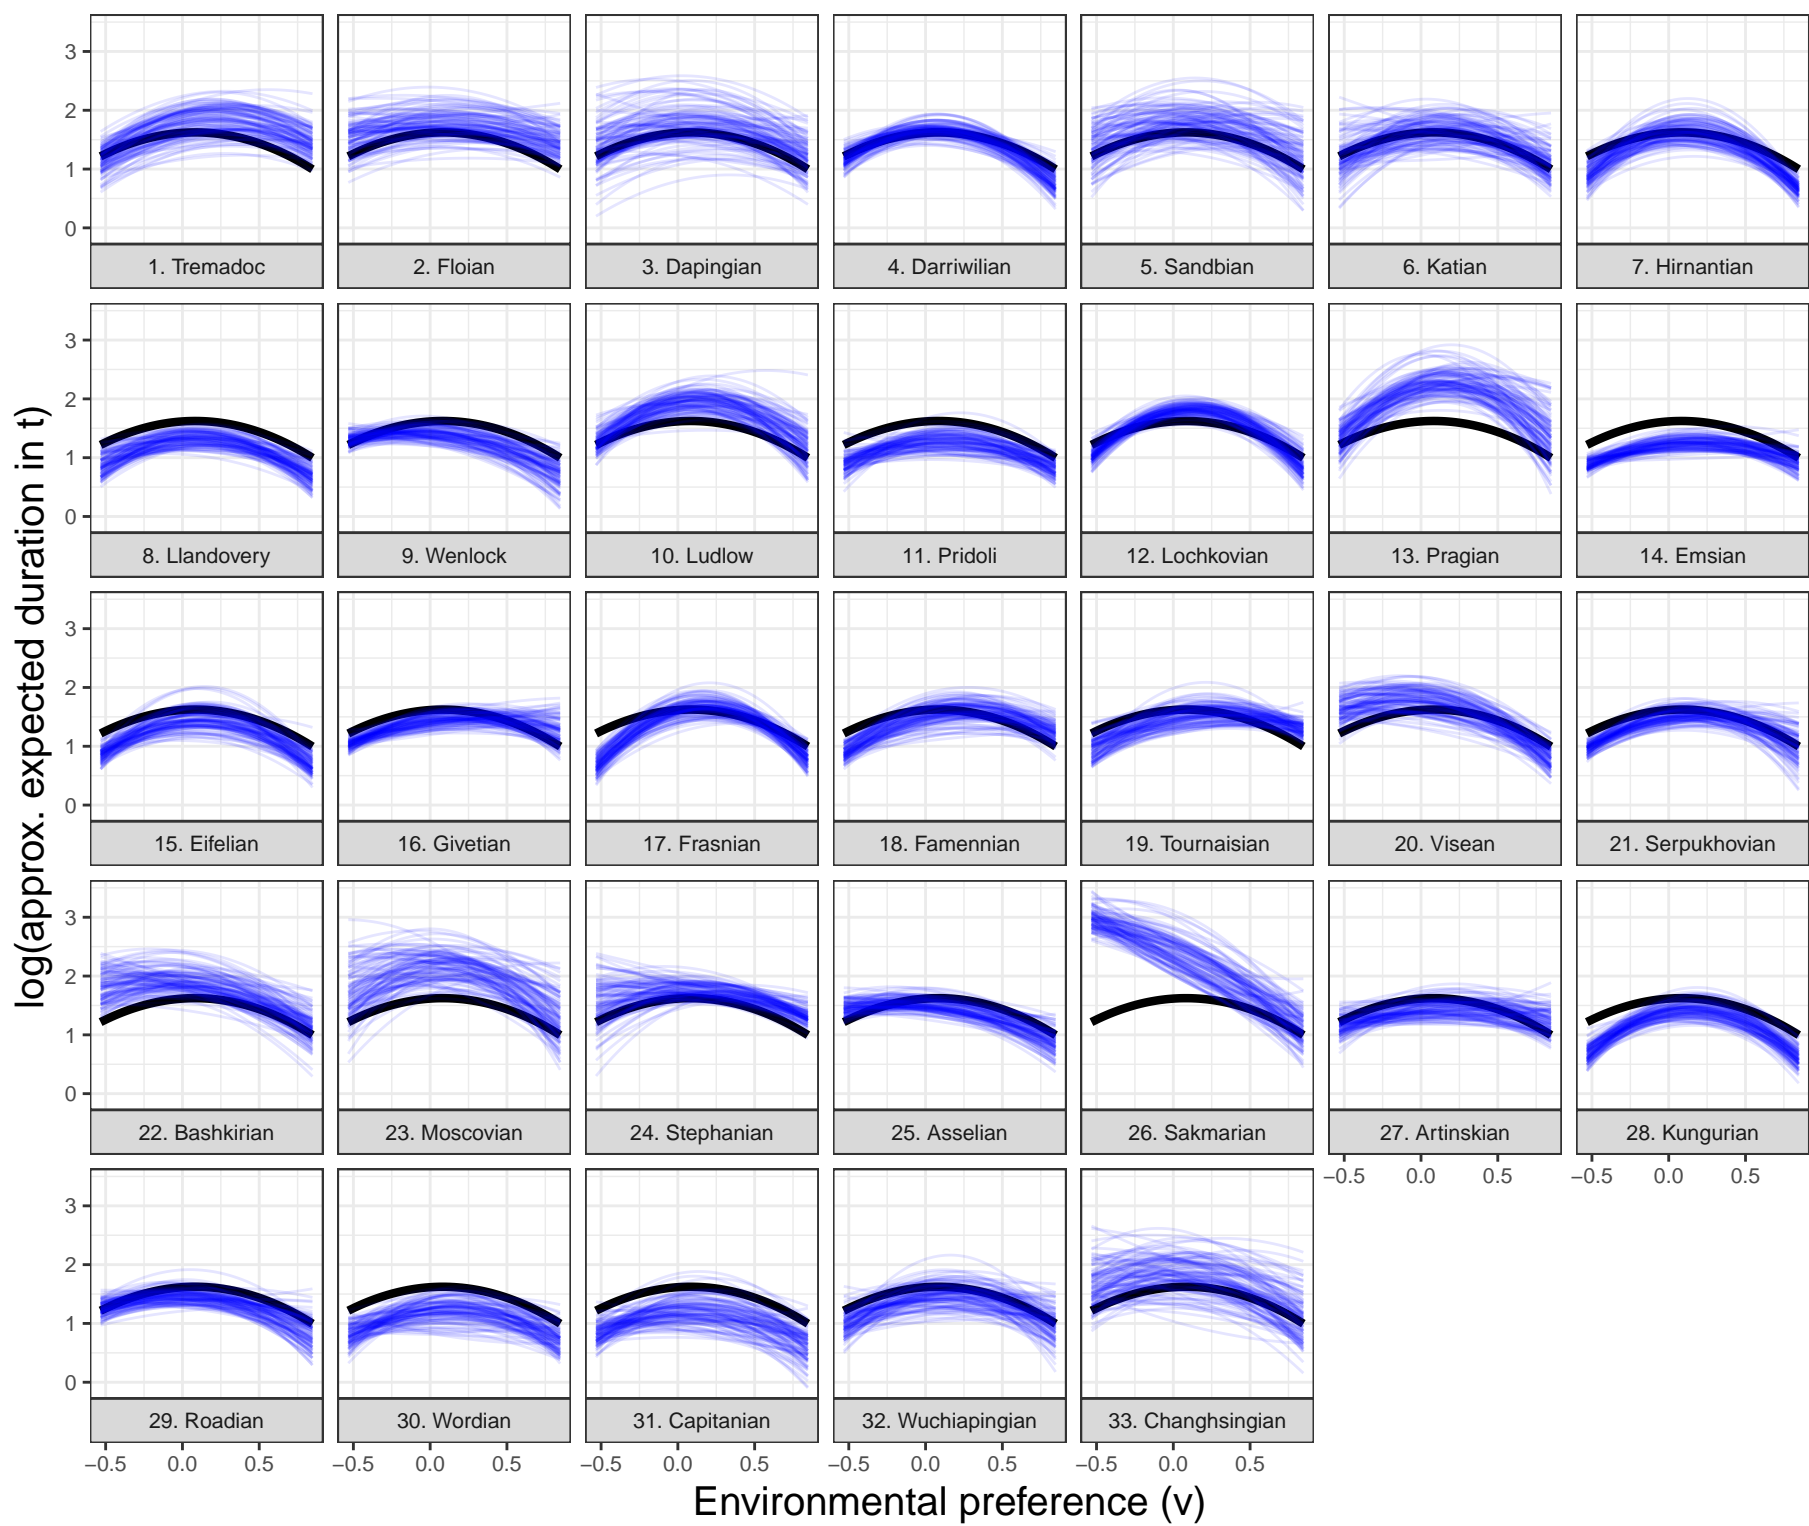 3
2
1
0
1. Tremadoc
2. Floian
3. Dapingian
4. Darriwilian
5. Sandbian
6. Katian
7. Hirnantian
3
2
1
0
8. Llandovery
9. Wenlock
10. Ludlow
11. Pridoli
12. Lochkovian
13. Pragian
14. Emsian
log(approx. expected duration in t)
3
2
1
0
15. Eifelian
16. Givetian
17. Frasnian
18. Famennian
19. Tournaisian
20. Visean
21. Serpukhovian
3
2
1
0
22. Bashkirian
23. Moscovian
24. Stephanian
25. Asselian
26. Sakmarian
27. Artinskian
28. Kungurian
−0.5 0.0 0.5
−0.5 0.0 0.5
3
2
1
0
29. Roadian
30. Wordian
31. Capitanian
32. Wuchiapingian
33. Changhsingian
−0.5 0.0 0.5
−0.5 0.0 0.5
−0.5 0.0 0.5
−0.5 0.0 0.5
−0.5 0.0 0.5
Environmental preference (v)